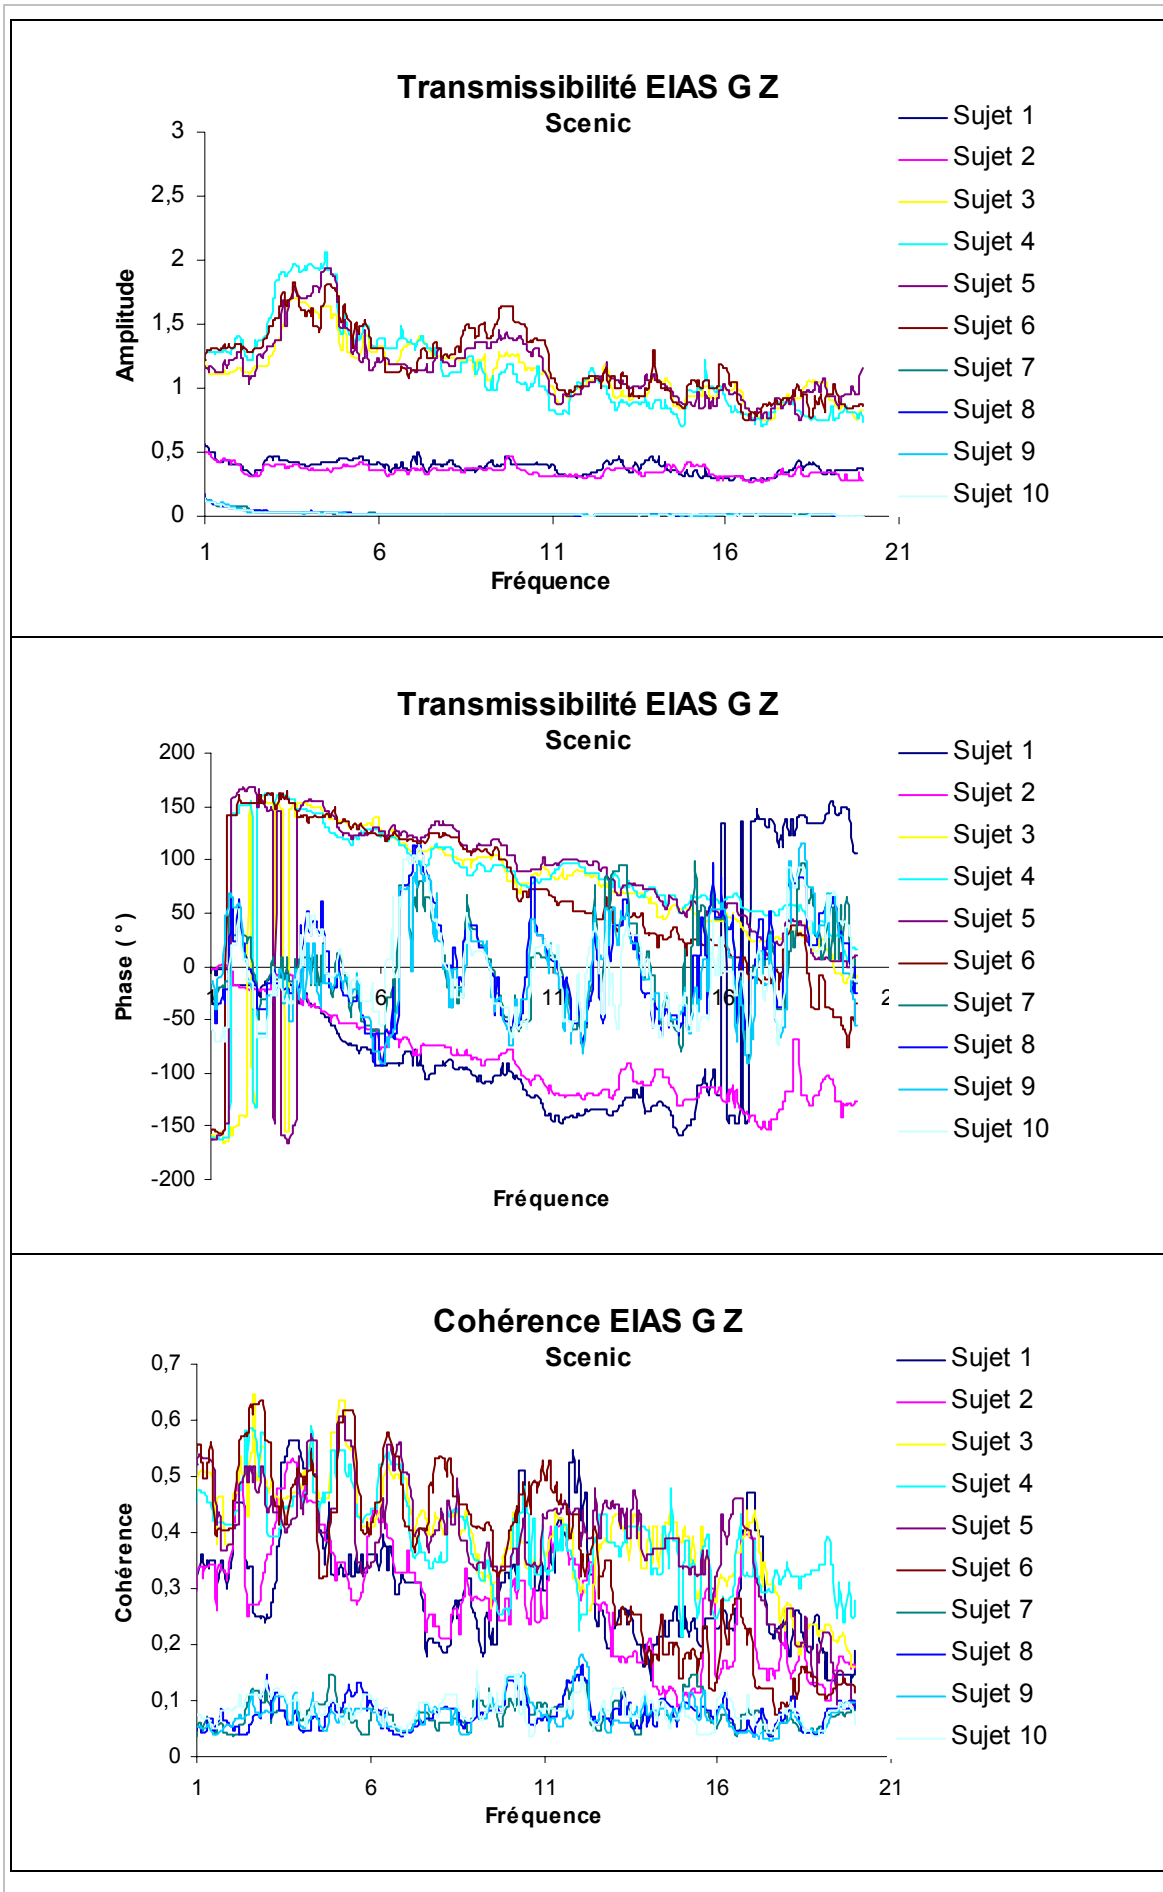 Transmissibilité EIAS G Z
Scenic
Amplitude
3
2,5
2
1,5
1
0,5
0
1 6 11 16 21
Fréquence
Sujet 1
Sujet 2
Sujet 3
Sujet 4
Sujet 5
Sujet 6
Sujet 7
Sujet 8
Sujet 9
Sujet 10
Transmissibilité EIAS G Z
Scenic
Phase ( ° )
200
150
100
50
0
-50
-100
-150
-200
1 6 11 16 2
Fréquence
Sujet 1
Sujet 2
Sujet 3
Sujet 4
Sujet 5
Sujet 6
Sujet 7
Sujet 8
Sujet 9
Sujet 10
Cohérence EIAS G Z
Scenic
Cohérence
0,7
0,6
0,5
0,4
0,3
0,2
0,1
0
1 6 11 16 21
Fréquence
Sujet 1
Sujet 2
Sujet 3
Sujet 4
Sujet 5
Sujet 6
Sujet 7
Sujet 8
Sujet 9
Sujet 10